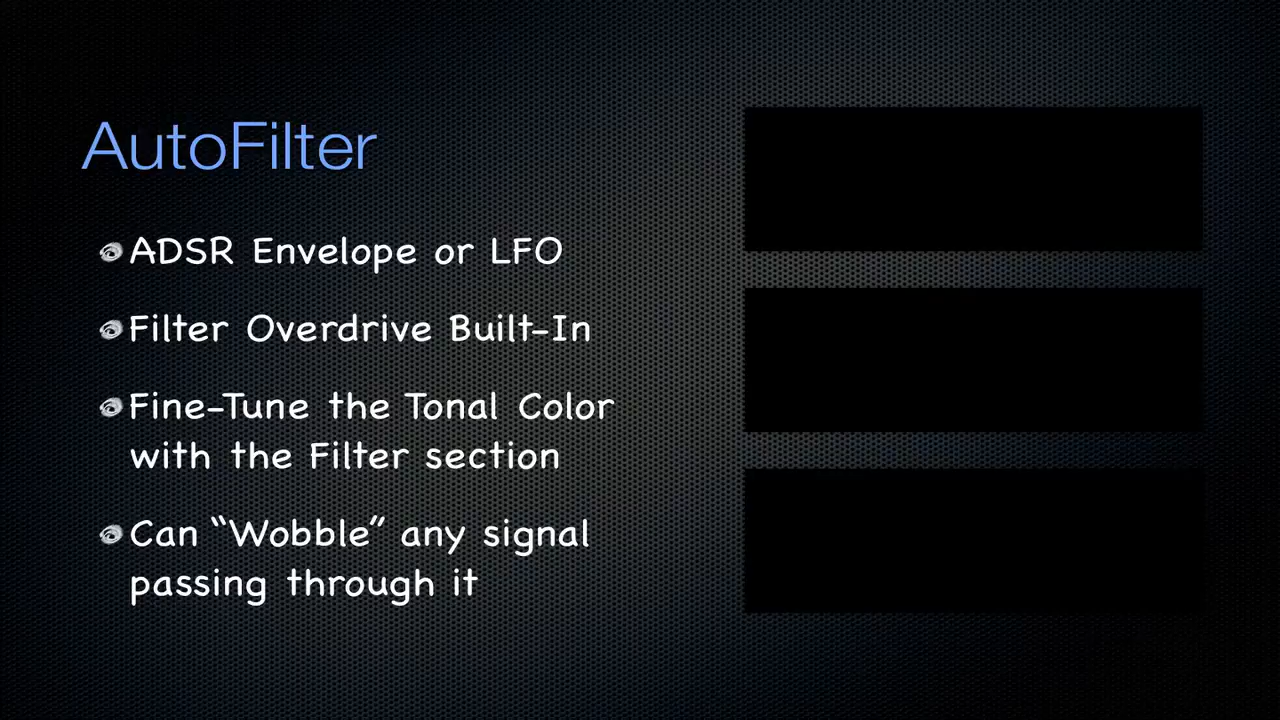 AutoFilter
ADSR Envelope or LFO
Filter Overdrive Built-In
Fine-Tune the Tonal Color
with the Filter section
Can “Wobble” any signal
passing through it